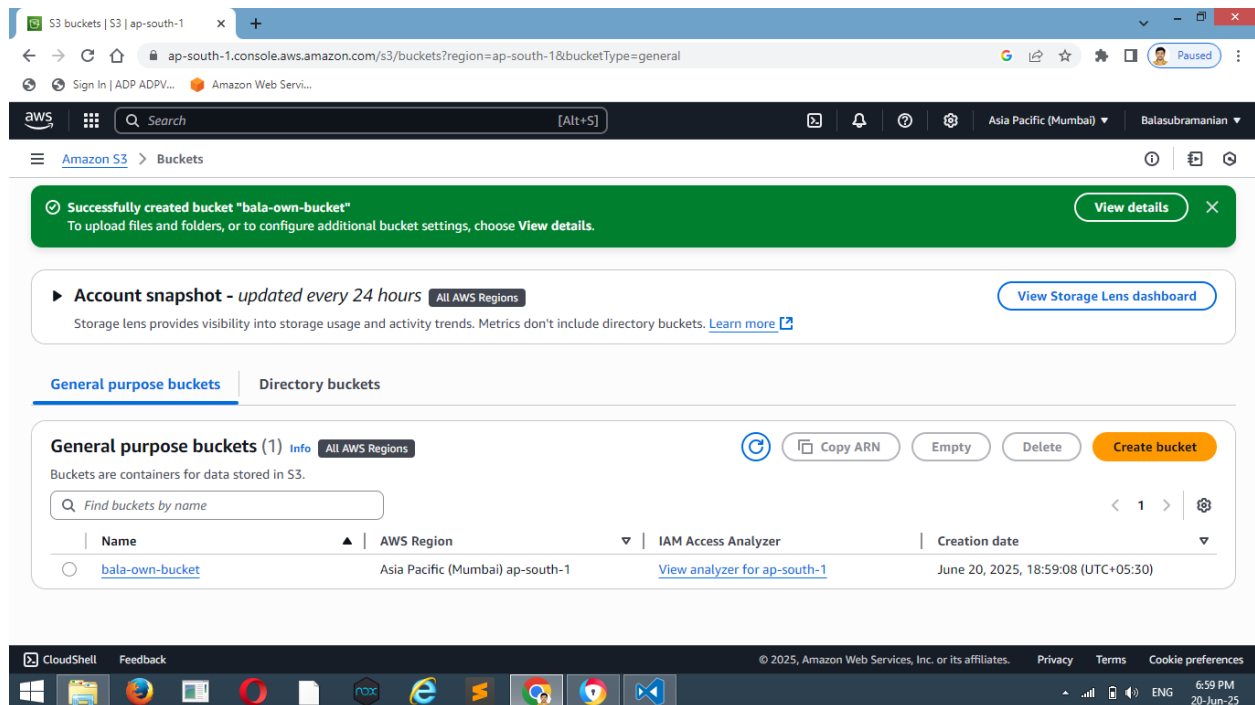 S3 buckets | S3 | ap-south-1
ap-south-1.console.aws.amazon.com/s3/buckets?region=ap-south-1&bucketType=general
Paused
Sign In | ADP ADPV...
Amazon Web Servi...
aws
Search
[Alt+S]
Asia Pacific (Mumbai) ▼
Balasubramanian ▼
Amazon S3 > Buckets
Successfully created bucket "bala-own-bucket"
To upload files and folders, or to configure additional bucket settings, choose View details.
View details
Account snapshot - updated every 24 hours All AWS Regions
View Storage Lens dashboard
Storage lens provides visibility into storage usage and activity trends. Metrics don't include directory buckets. Learn more
General purpose buckets
Directory buckets
General purpose buckets (1) Info All AWS Regions
Copy ARN
Empty
Delete
Create bucket
Buckets are containers for data stored in S3.
Find buckets by name
1
Name AWS Region IAM Access Analyzer Creation date
bala-own-bucket Asia Pacific (Mumbai) ap-south-1 View analyzer for ap-south-1 June 20, 2025, 18:59:08 (UTC+05:30)
CloudShell Feedback © 2025, Amazon Web Services, Inc. or its affiliates. Privacy Terms Cookie preferences
nox
ENG
6:59 PM
20-Jun-25